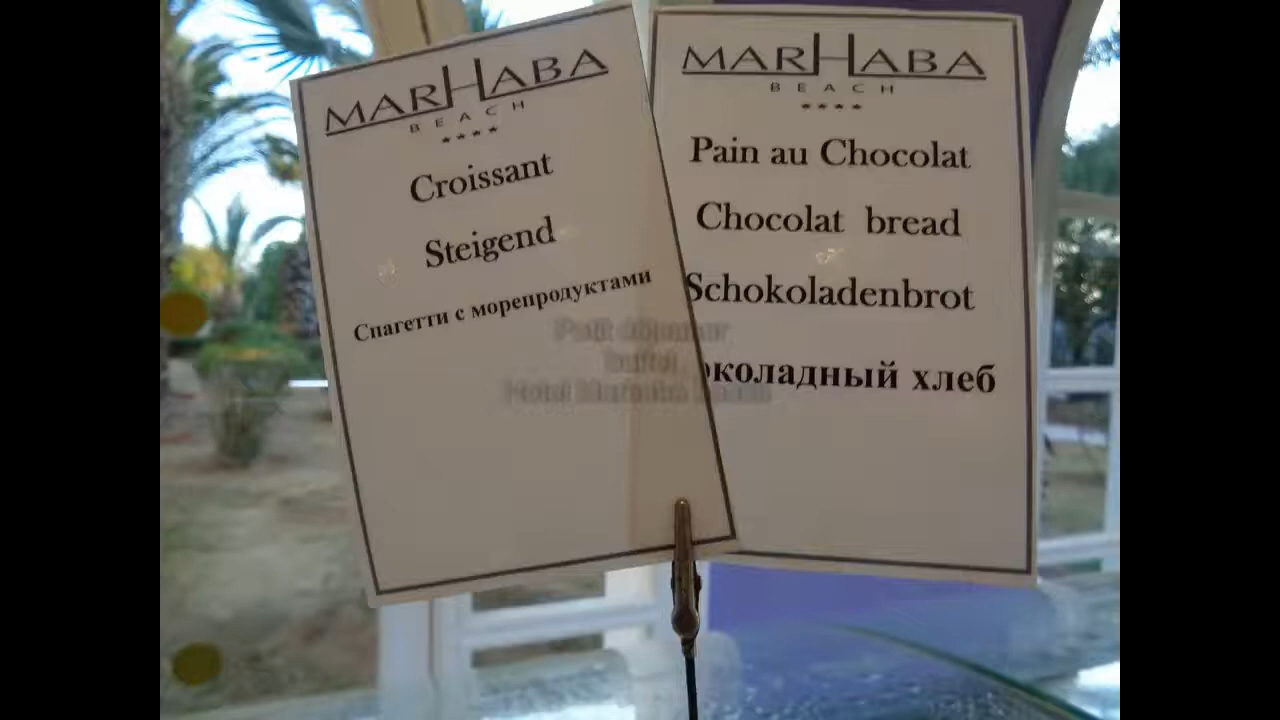 MARHABA
BEACH
★★★★
Croissant
Steigend
Спагетти с морепродуктами
MARHABA
BEACH
★★★★
Pain au Chocolat
Chocolat bread
Schokoladenbrot
околадный хлеб